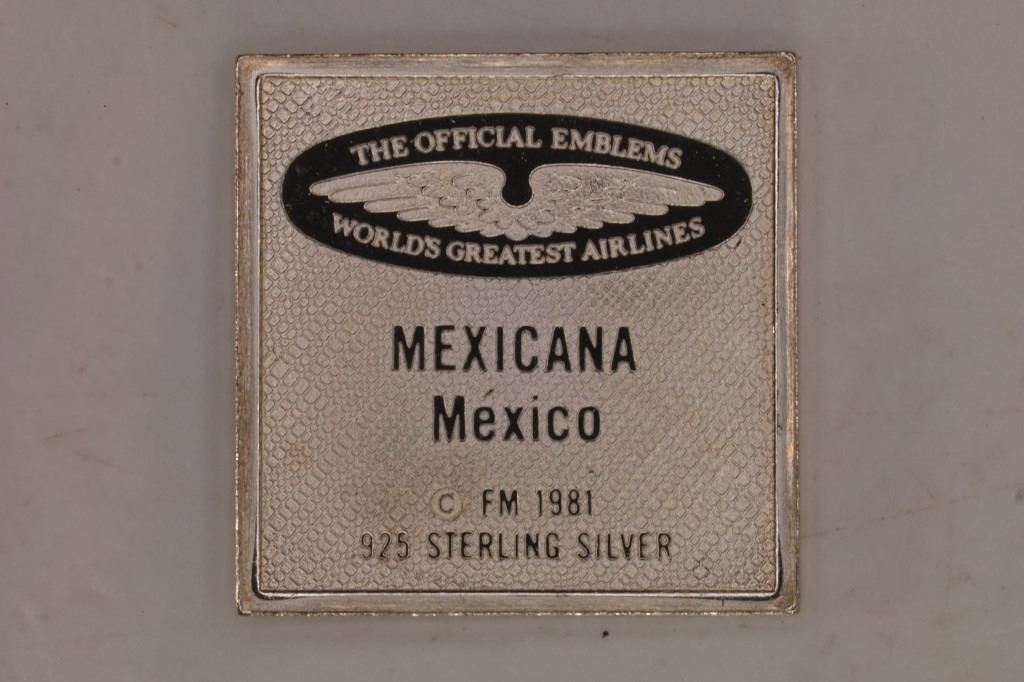 THE OFFICIAL EMBLEMS
WORLD'S GREATEST AIRLINES
MEXICANA
México
© FM 1981
925 STERLING SILVER